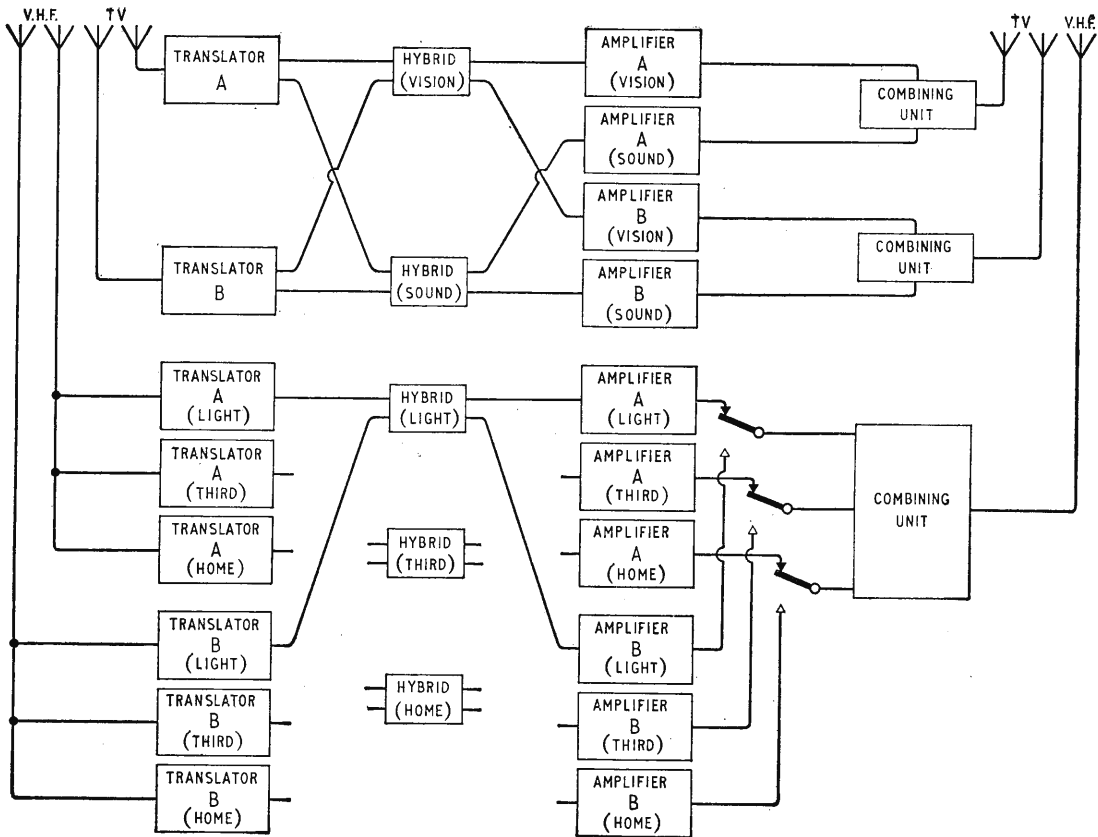 V.H.F. TV
TV V.H.F.
TRANSLATOR
A
HYBRID
(VISION)
AMPLIFIER
A
(VISION)
COMBINING
UNIT
AMPLIFIER
A
(SOUND)
AMPLIFIER
B
(VISION)
TRANSLATOR
B
HYBRID
(SOUND)
COMBINING
UNIT
AMPLIFIER
B
(SOUND)
TRANSLATOR
A
(LIGHT)
HYBRID
(LIGHT)
AMPLIFIER
A
(LIGHT)
TRANSLATOR
A
(THIRD)
AMPLIFIER
A
(THIRD)
COMBINING
UNIT
TRANSLATOR
A
(HOME)
HYBRID
(THIRD)
AMPLIFIER
A
(HOME)
TRANSLATOR
B
(LIGHT)
AMPLIFIER
B
(LIGHT)
HYBRID
(HOME)
TRANSLATOR
B
(THIRD)
AMPLIFIER
B
(THIRD)
TRANSLATOR
B
(HOME)
AMPLIFIER
B
(HOME)